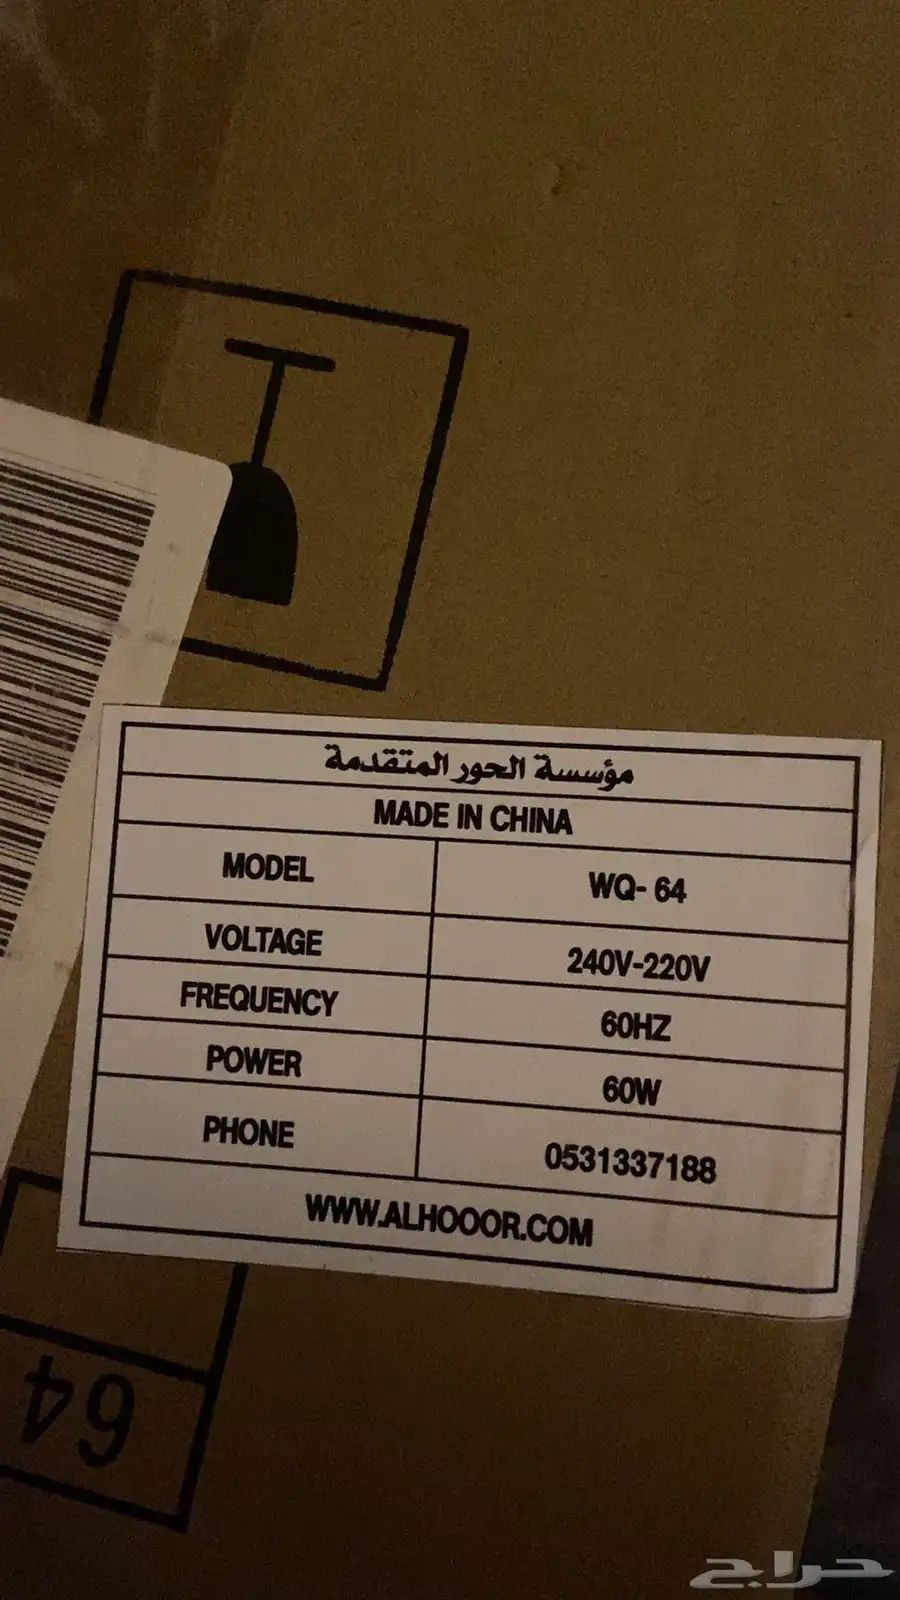 مؤسسة الحور المتقدمة
MADE IN CHINA
MODEL WQ- 64
VOLTAGE 240V-220V
FREQUENCY 60HZ
POWER 60W
PHONE 0531337188
WWW.ALHOOOR.COM
64
حراج